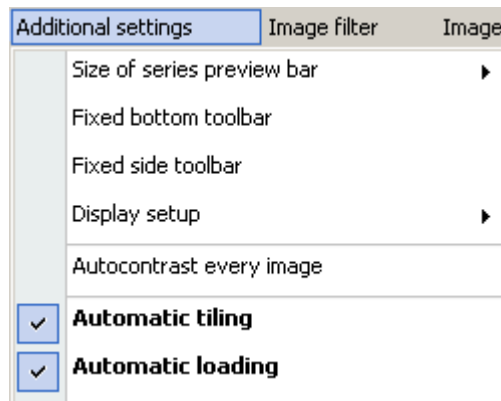 Additional settings Image filter Image
Size of series preview bar
Fixed bottom toolbar
Fixed side toolbar
Display setup
Autocontrast every image
Automatic tiling
Automatic loading